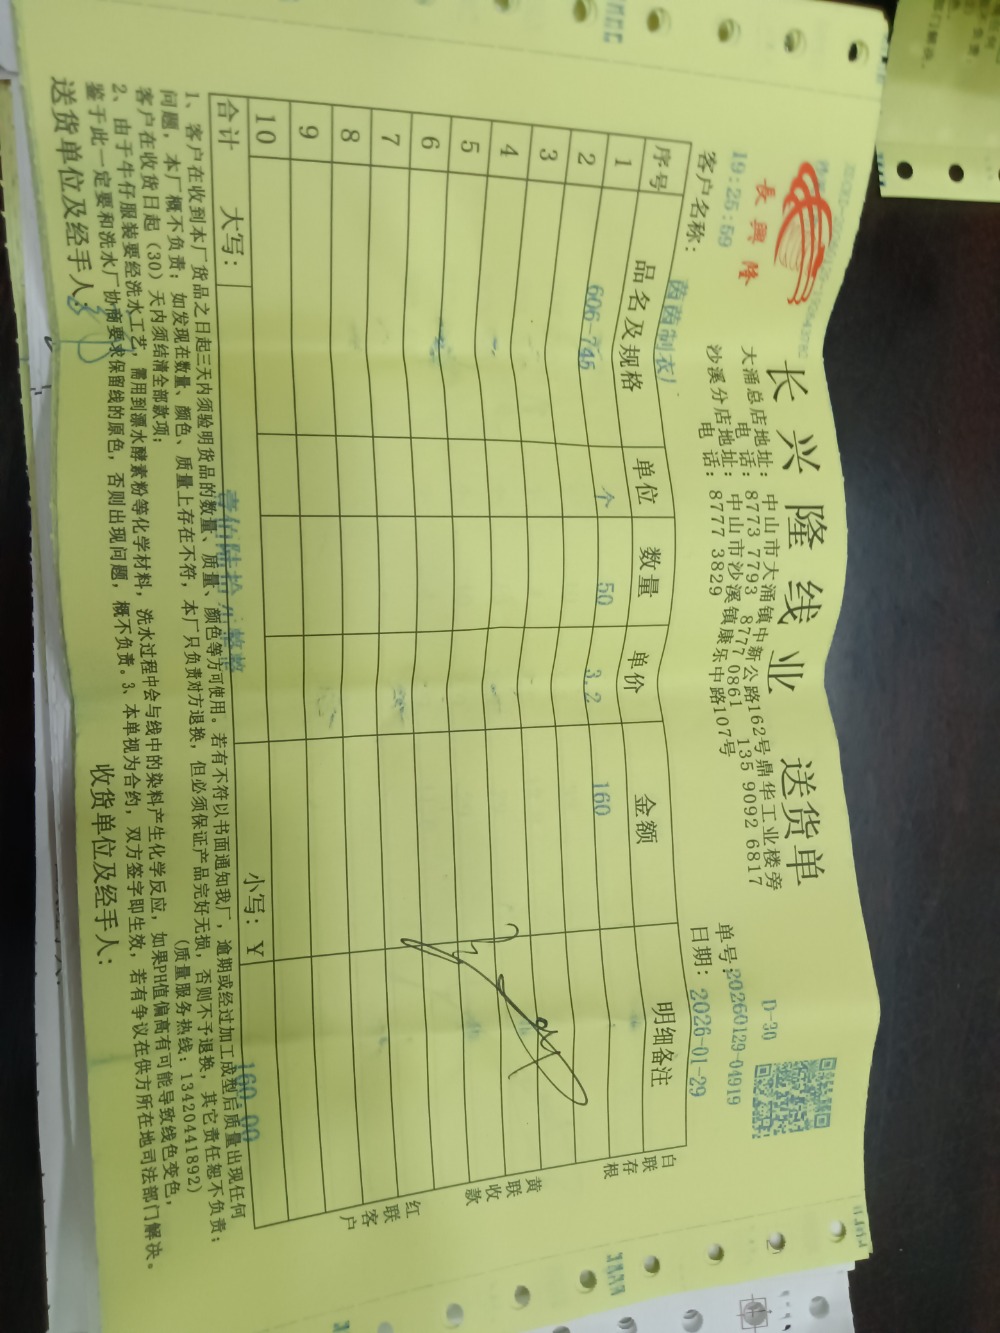 长兴隆线业 送货单
長興隆
大涌总店地址：中山市大涌镇中新公路162号鼎华工业楼旁
电 话：8773 7793 8777 0861 135 9092 6817
沙溪分店地址：中山市沙溪镇康乐中路107号
电 话：8777 3829
D-30
单号：20260129-04919
19:25:59
客户名称：茵茵制衣厂
日期：2026-01-29
序号 品名及规格 单位 数量 单价 金额 明细备注
1 606-745 个 50 3.2 160
2
3
4
5
6
7
8
9
10
合计 大写：壹佰陆拾元整 小写：￥160.00
白联存根
黄联收款
红联客户
1、客户在收到本厂货品之日起三天内须验明货品的数量、质量、颜色等方可使用。若有不符以书面通知我厂，逾期或经过加工成型后质量出现任何
问题，本厂概不负责；如发现在数量、颜色、质量上存在不符，本厂只负责对方退换，但必须保证产品完好无损，否则不予退换，其它责任恕不负责；
客户在收货日起（30）天内须结清全部款项； （质量服务热线：13420441892）
2、由于牛仔服装要经洗水工艺，需用到漂水酵素粉等化学材料，洗水过程中会与线中的染料产生化学反应，如果PH值偏高有可能导致线色变色，
鉴于此一定要和洗水厂协商要求保留线的原色，否则出现问题，概不负责。3、本单视为合约，双方签字即生效，若有争议在供方所在地司法部门解决。
送货单位及经手人： 收货单位及经手人：